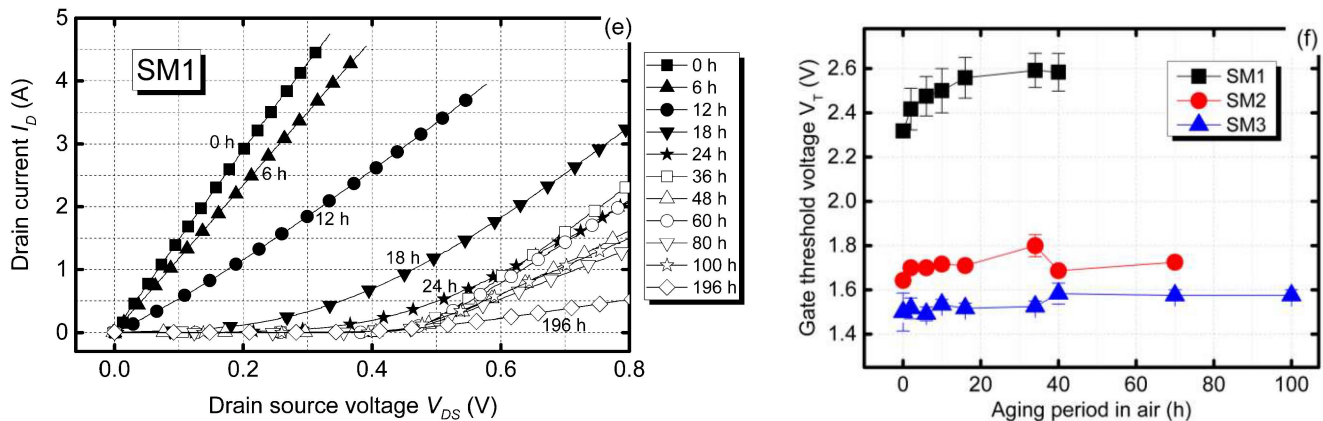 (e)
SM1
Drain current I_D (A)
5
4
3
2
1
0
0 h
6 h
12 h
18 h
24 h
196 h
0.0 0.2 0.4 0.6 0.8
Drain source voltage V_DS (V)
0 h
6 h
12 h
18 h
24 h
36 h
48 h
60 h
80 h
100 h
196 h
(f)
Gate threshold voltage V_T (V)
2.6
2.4
2.2
2.0
1.8
1.6
1.4
SM1
SM2
SM3
0 20 40 60 80 100
Aging period in air (h)